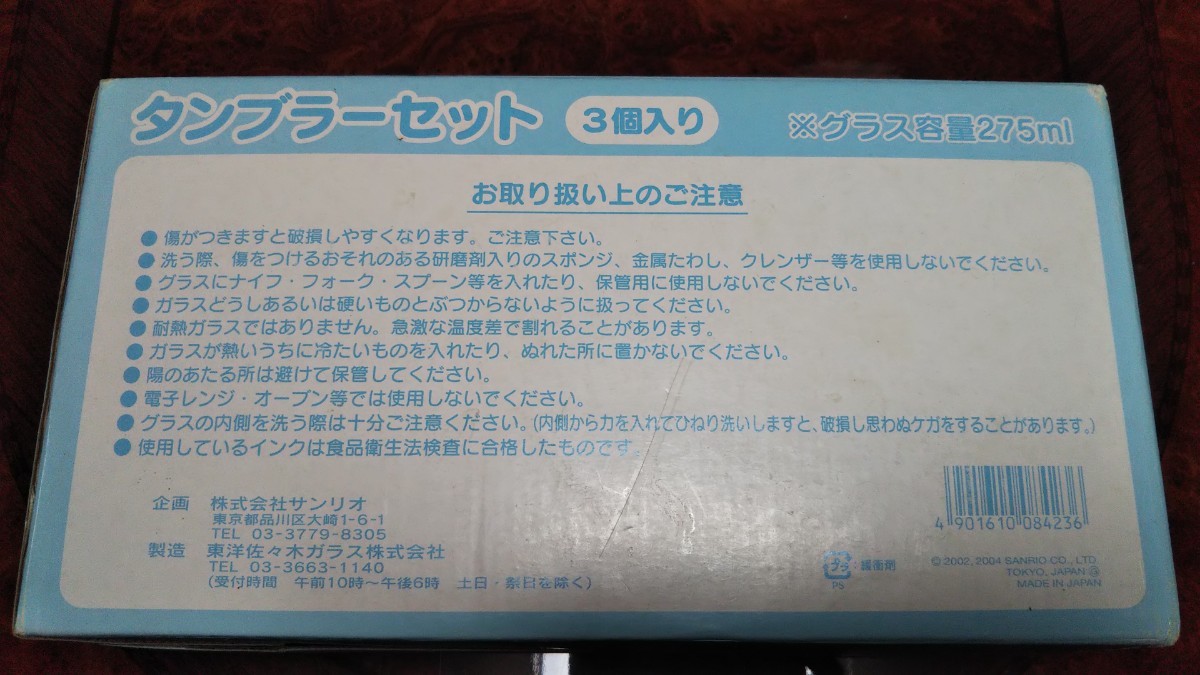 タンブラーセット 3個入り ※グラス容量275ml
お取り扱い上のご注意
●傷がつきますと破損しやすくなります。ご注意下さい。
●洗う際、傷をつけるおそれのある研磨剤入りのスポンジ、金属たわし、クレンザー等を使用しないでください。
●グラスにナイフ・フォーク・スプーン等を入れたり、保管用に使用しないでください。
●ガラスどうしあるいは硬いものとぶつからないように扱ってください。
●耐熱ガラスではありません。急激な温度差で割れることがあります。
●ガラスが熱いうちに冷たいものを入れたり、ぬれた所に置かないでください。
●陽のあたる所は避けて保管してください。
●電子レンジ・オーブン等では使用しないでください。
●グラスの内側を洗う際は十分ご注意ください。(内側から力を入れてひねり洗いしますと、破損し思わぬケガをすることがあります。)
●使用しているインクは食品衛生法検査に合格したものです。
企画 株式会社サンリオ
東京都品川区大崎1-6-1
TEL 03-3779-8305
製造 東洋佐々木ガラス株式会社
TEL 03-3663-1140
(受付時間 午前10時〜午後6時 土日・祭日を除く)
4 901610 084236
プラ : 緩衝剤
PS
© 2002, 2004 SANRIO CO., LTD.
TOKYO, JAPAN
MADE IN JAPAN